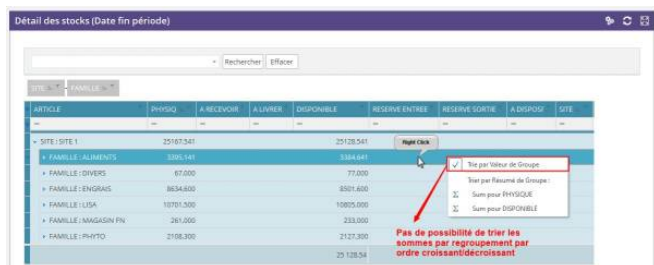 Détail des stocks (Date fin période)
Rechercher Effacer
SITE FAMILLE
ARTICLE PHYSIQ A RECEVOIR A LIVRER DISPONIBLE RESERVE ENTREE RESERVE SORTIE A DISPOSI SITE
SITE : SITE 1 25167.541 25128.541
Right Click
FAMILLE : ALIMENTS 3395,141 3384,641
Trie par Valeur de Groupe
FAMILLE : DIVERS 67.000 77.000
Trier par Résumé de Groupe :
FAMILLE : ENGRAIS 8634,600 8501.600
Σ Sum pour PHYSIQUE
FAMILLE : LISA 10701.500 10805.000
Σ Sum pour DISPONIBLE
FAMILLE : MAGASIN FN 261,000 233,000
FAMILLE : PHYTO 2108,300 2127,300
25 128.54
Pas de possibilité de trier les
sommes par regroupement par
ordre croissant/décroissant